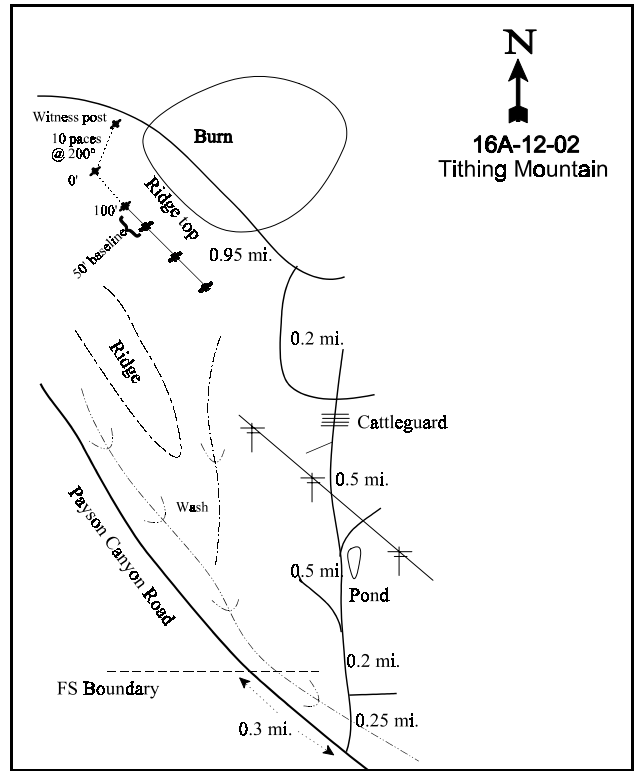 N
16A-12-02
Tithing Mountain
Witness post
10 paces
@ 200°
0'
100'
50' baseline
Burn
Ridge top
0.95 mi.
0.2 mi.
Ridge
Cattleguard
0.5 mi.
Wash
Payson Canyon Road
0.5 mi.
Pond
0.2 mi.
FS Boundary
0.25 mi.
0.3 mi.